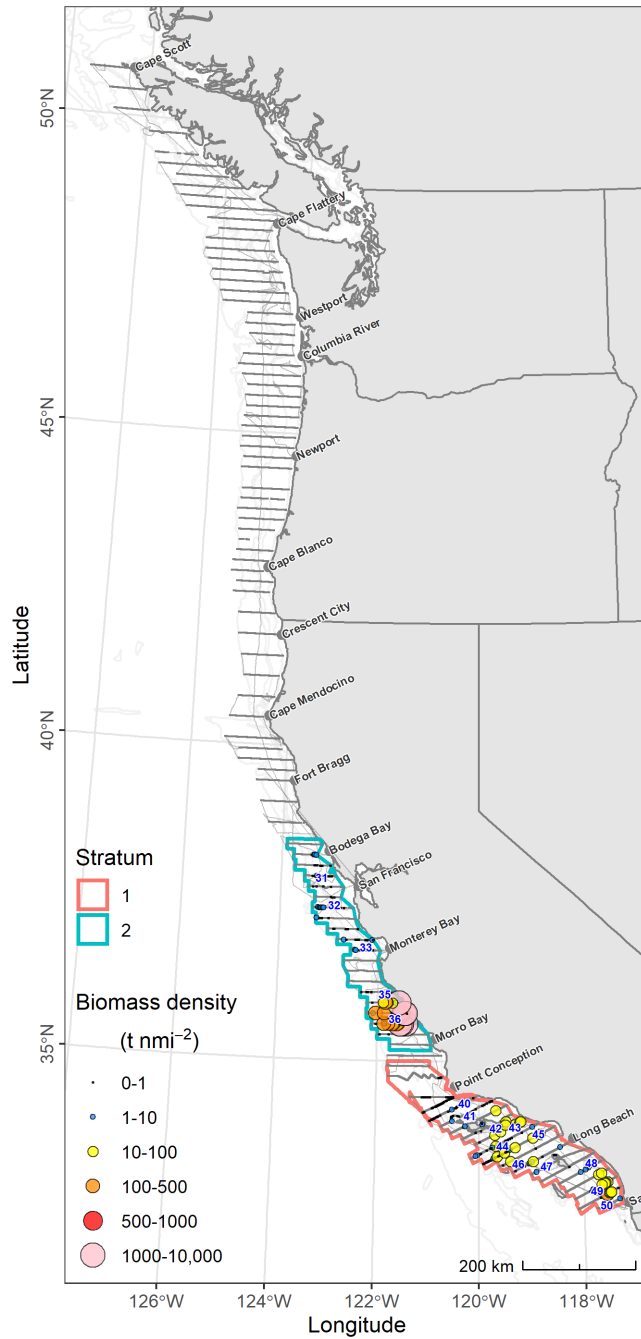 Cape Scott
50°N
Cape Flattery
Westport
Columbia River
45°N
Newport
Cape Blanco
Crescent City
Latitude
Cape Mendocino
40°N
Fort Bragg
Bodega Bay
Stratum
San Francisco
31
1
32
2
33
Monterey Bay
Biomass density
35
36
(t nmi−2)
Morro Bay
35°N
Point Conception
0-1
40
1-10
41
42
43
45
Long Beach
10-100
44
46
47
48
100-500
49
50
Sa
500-1000
1000-10,000
200 km
126°W
124°W
122°W
120°W
118°W
Longitude